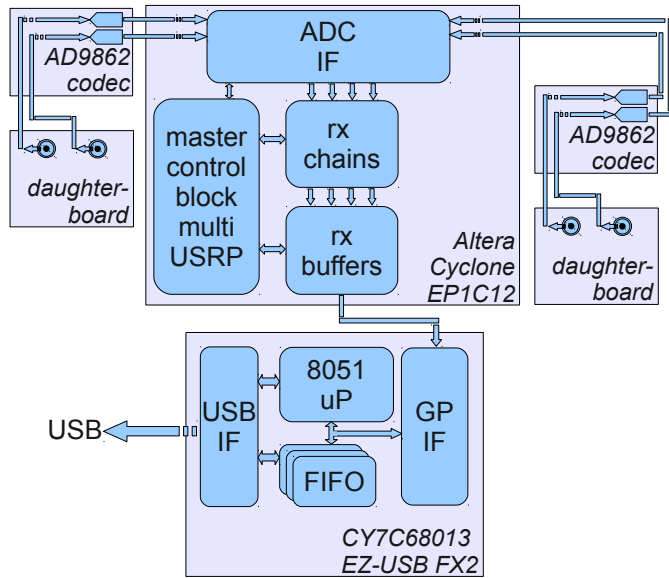 AD9862
codec
daughter-
board
ADC
IF
master
control
block
multi
USRP
rx
chains
rx
buffers
Altera
Cyclone
EP1C12
AD9862
codec
daughter-
board
USB
USB
IF
8051
uP
FIFO
GP
IF
CY7C68013
EZ-USB FX2